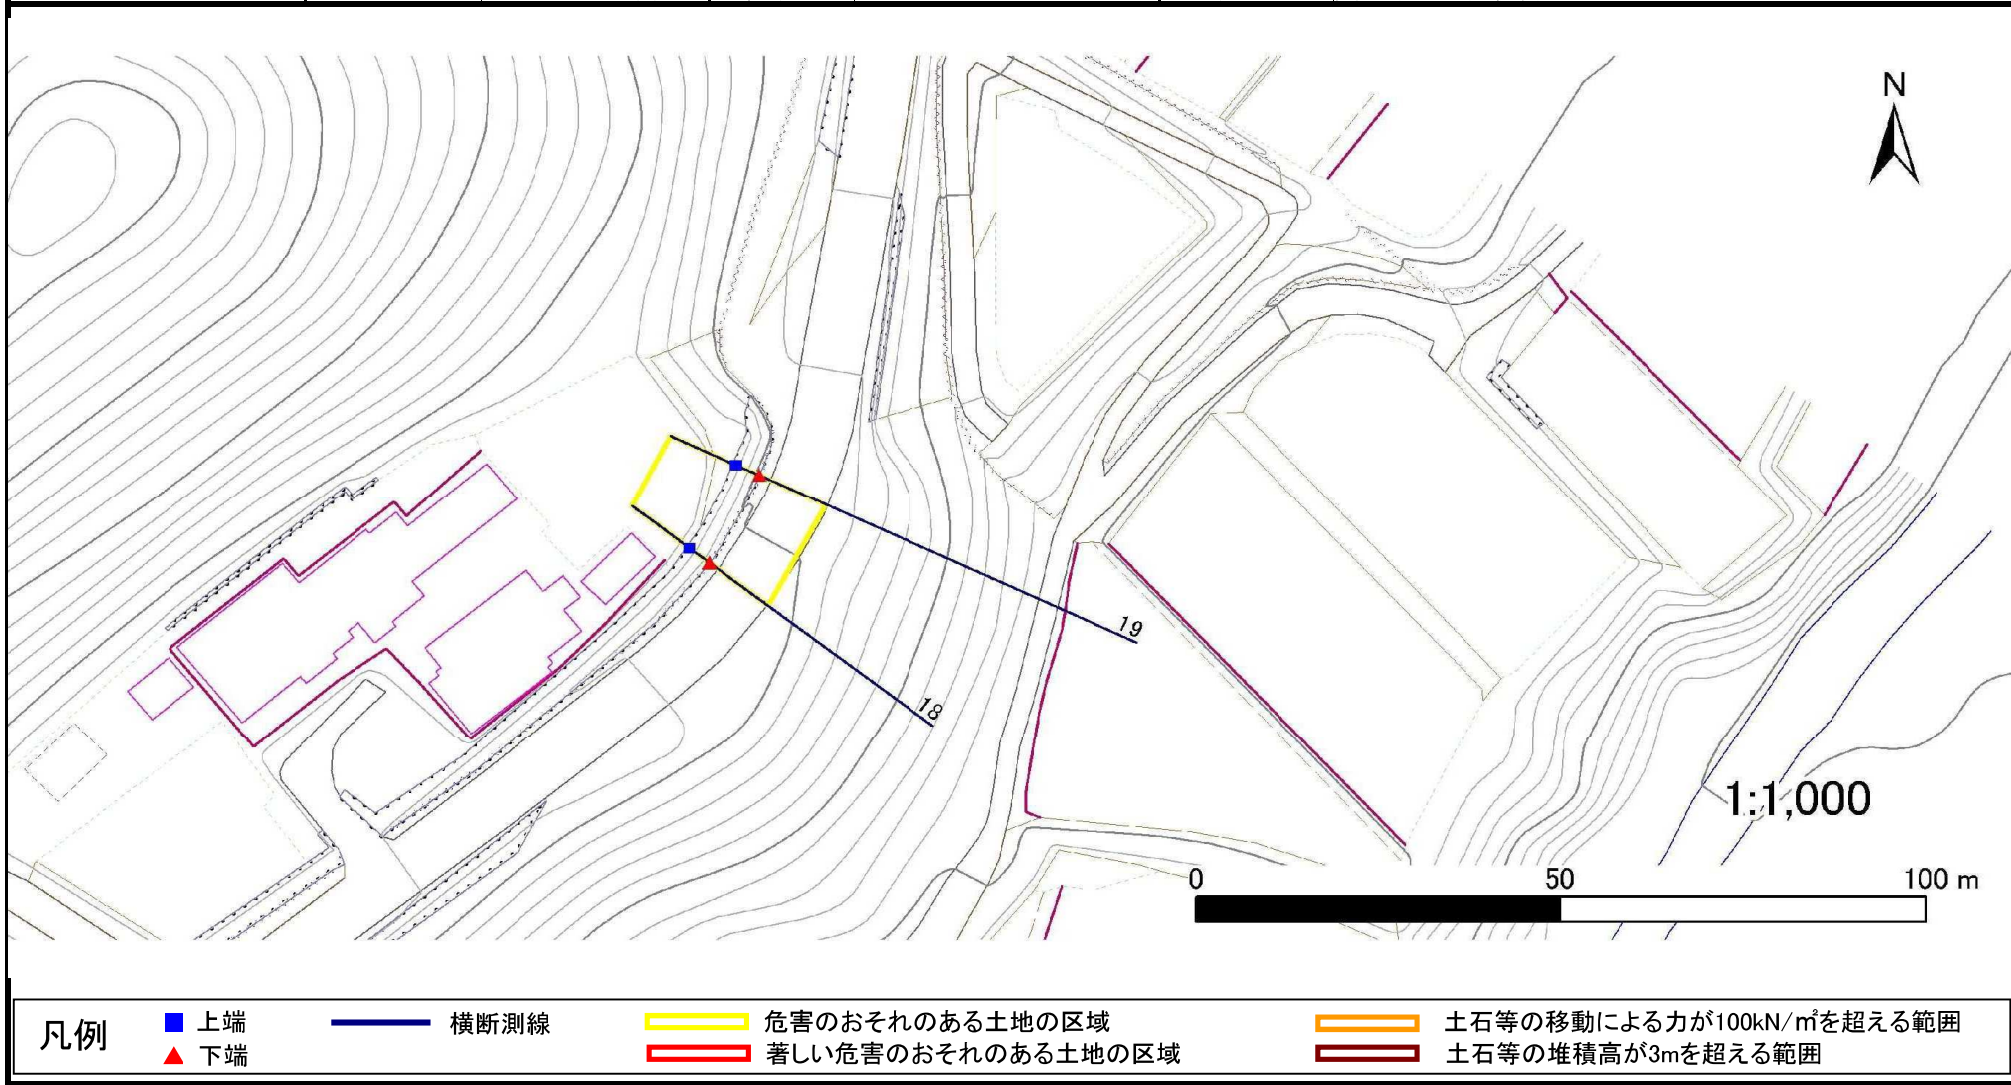 N
19
18
1:1,000
0 50 100 m
凡例
上端 横断測線 危害のおそれのある土地の区域 土石等の移動による力が100kN/㎡を超える範囲
下端 著しい危害のおそれのある土地の区域 土石等の堆積高が3mを超える範囲